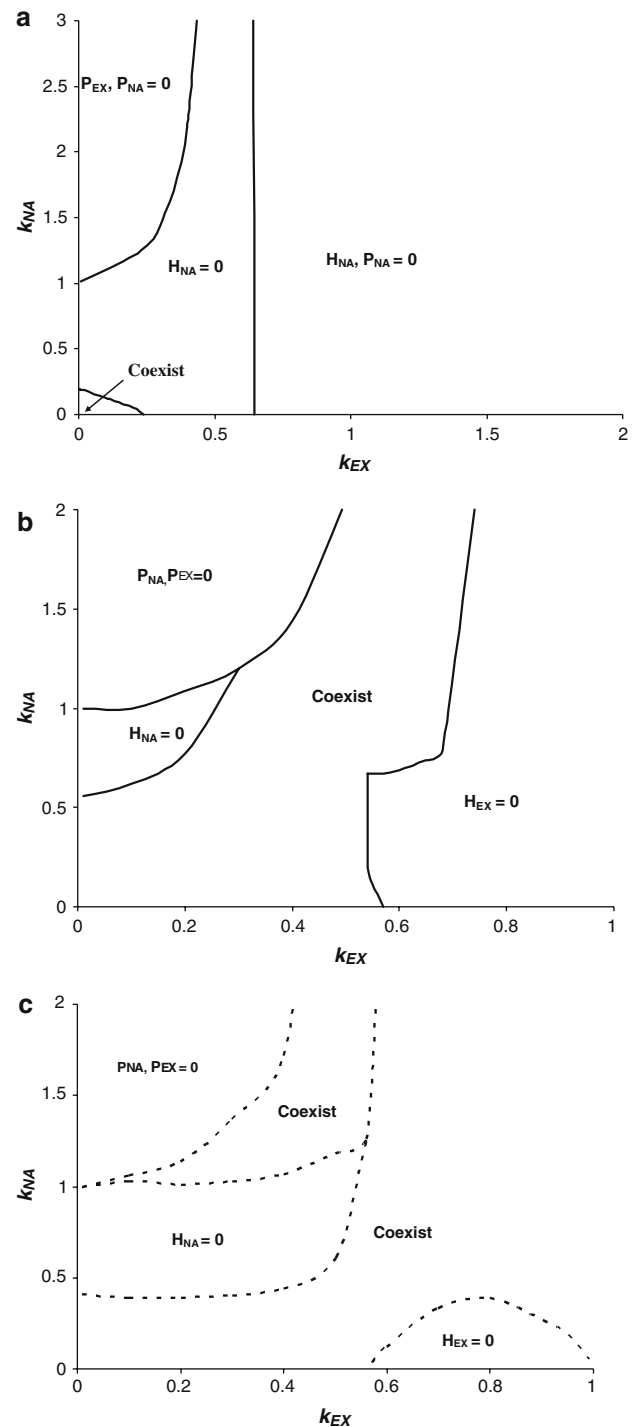 a
3
P_EX, P_NA = 0
2.5
2
k_NA
1.5
H_NA = 0
H_NA, P_NA = 0
1
0.5
Coexist
0
0 0.5 1 1.5 2
k_EX
b
2
P_NA, PEX=0
1.5
k_NA
Coexist
1
H_NA = 0
0.5
H_EX = 0
0
0 0.2 0.4 0.6 0.8 1
k_EX
c
2
PNA, PEX = 0
1.5
Coexist
k_NA
1
Coexist
H_NA = 0
0.5
H_EX = 0
0
0 0.2 0.4 0.6 0.8 1
k_EX